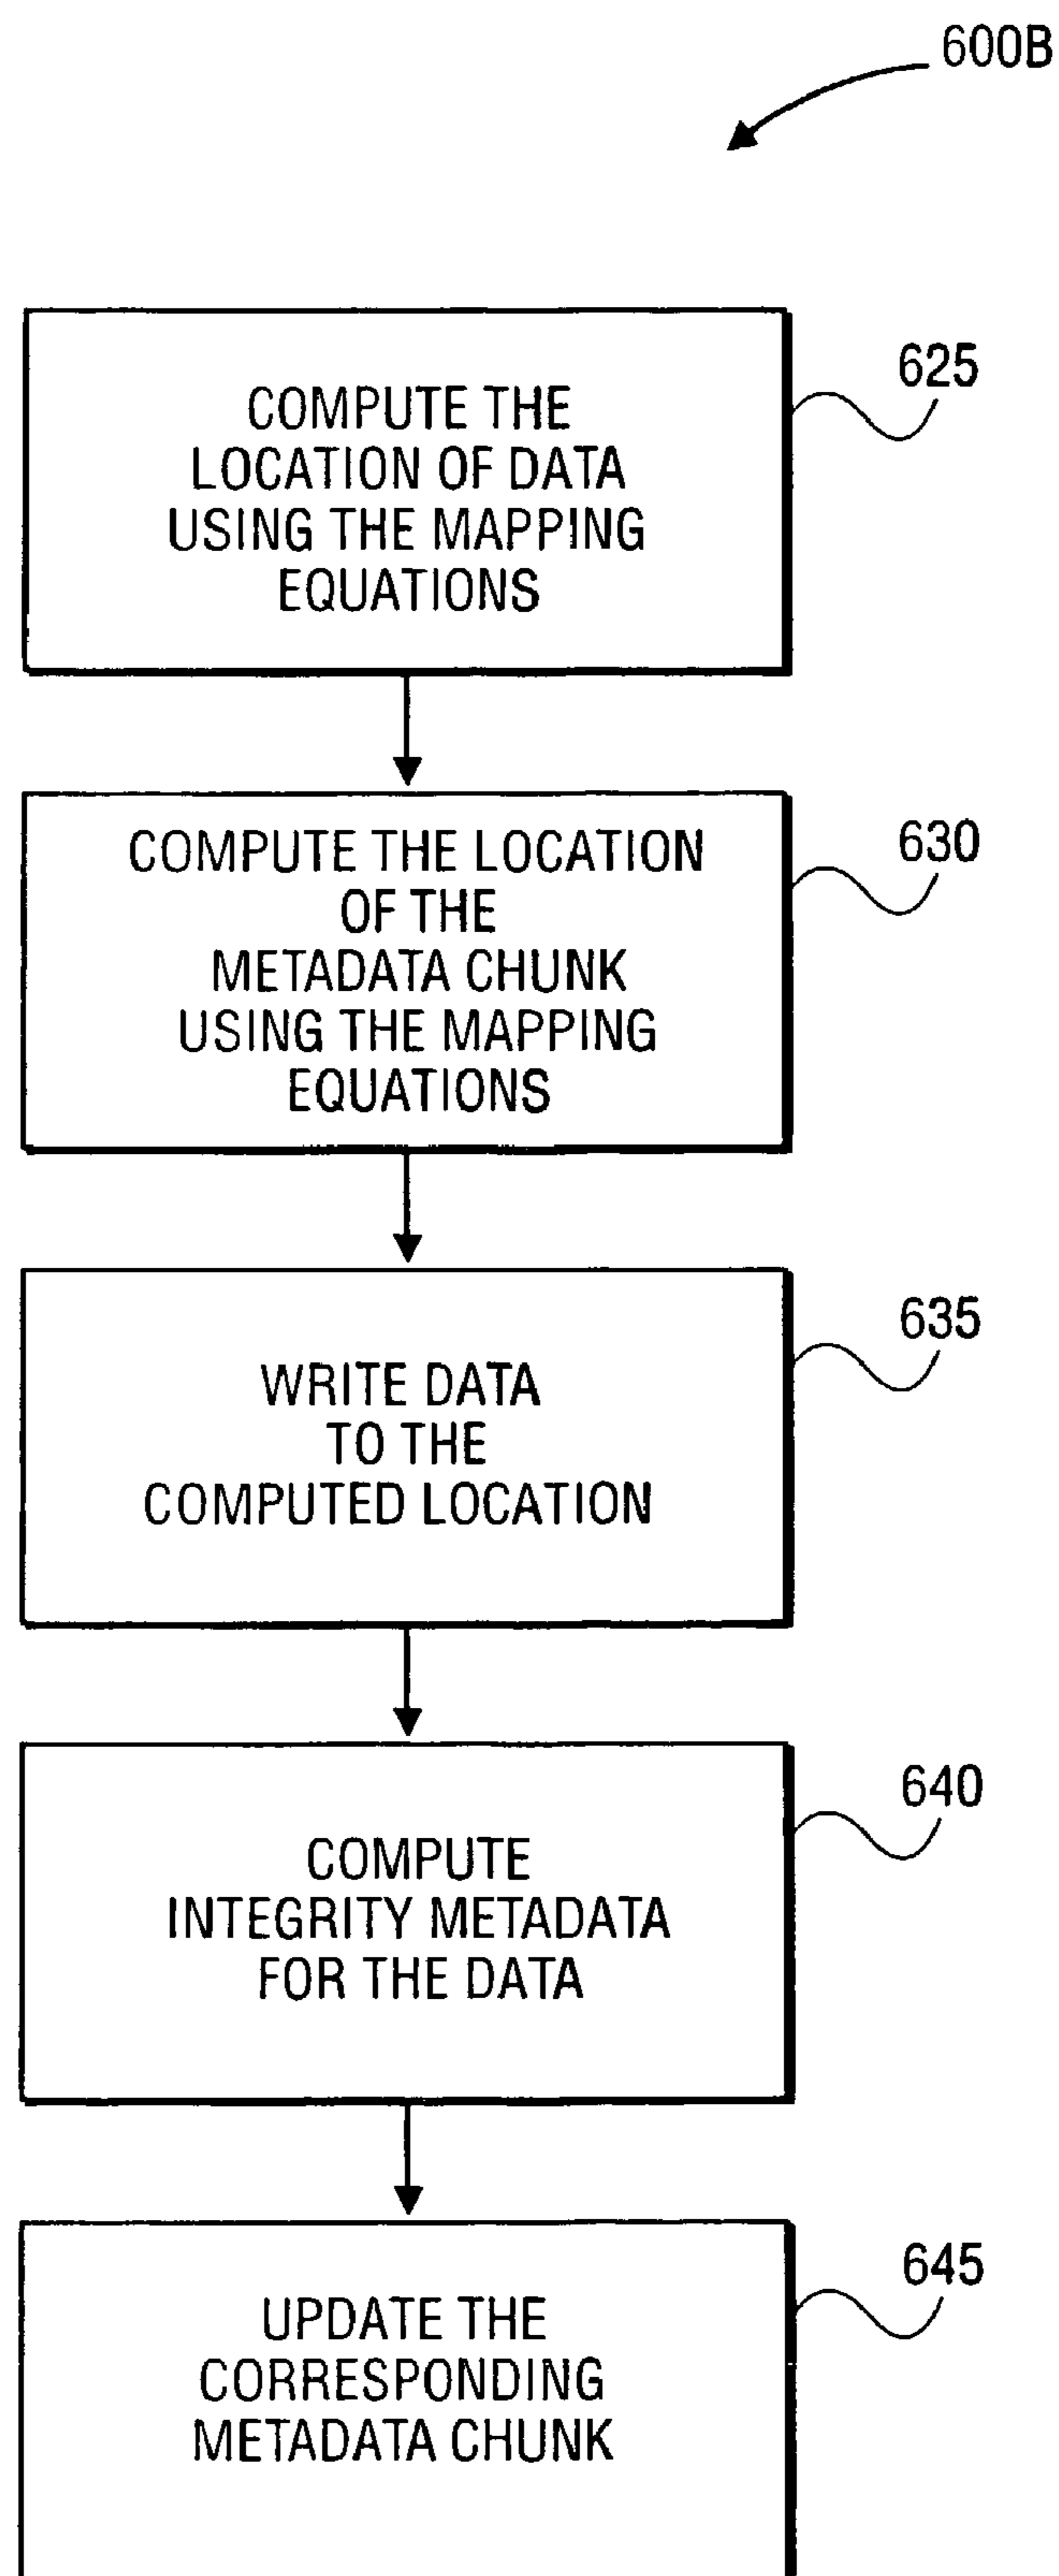 600B
COMPUTE THE
LOCATION OF DATA
USING THE MAPPING
EQUATIONS
625
COMPUTE THE LOCATION
OF THE
METADATA CHUNK
USING THE MAPPING
EQUATIONS
630
WRITE DATA
TO THE
COMPUTED LOCATION
635
COMPUTE
INTEGRITY METADATA
FOR THE DATA
640
UPDATE THE
CORRESPONDING
METADATA CHUNK
645